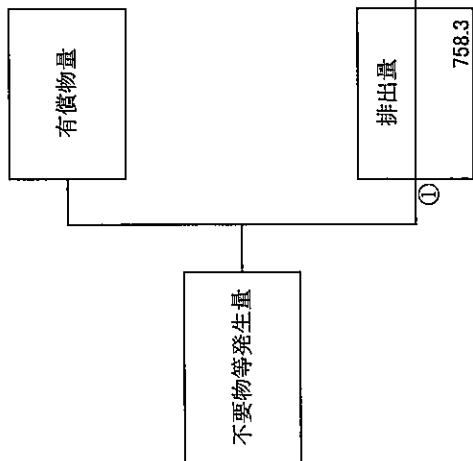 不要物等発生量
有償物量
①
排出量
758.3